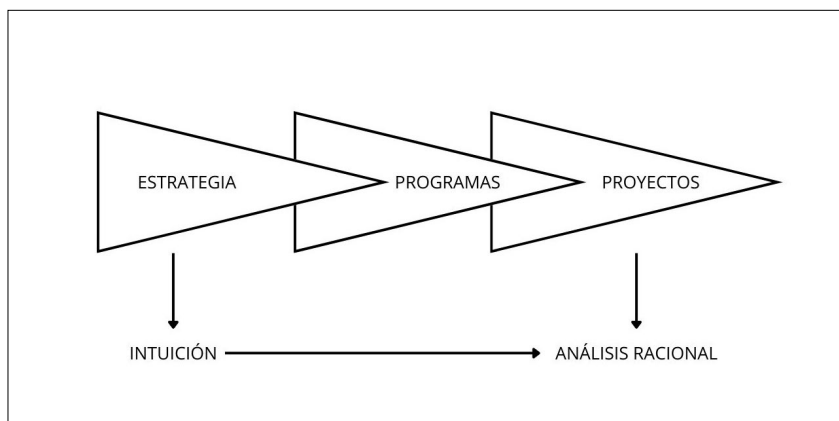 ESTRATEGIA
PROGRAMAS
PROYECTOS
INTUICIÓN
ANÁLISIS RACIONAL